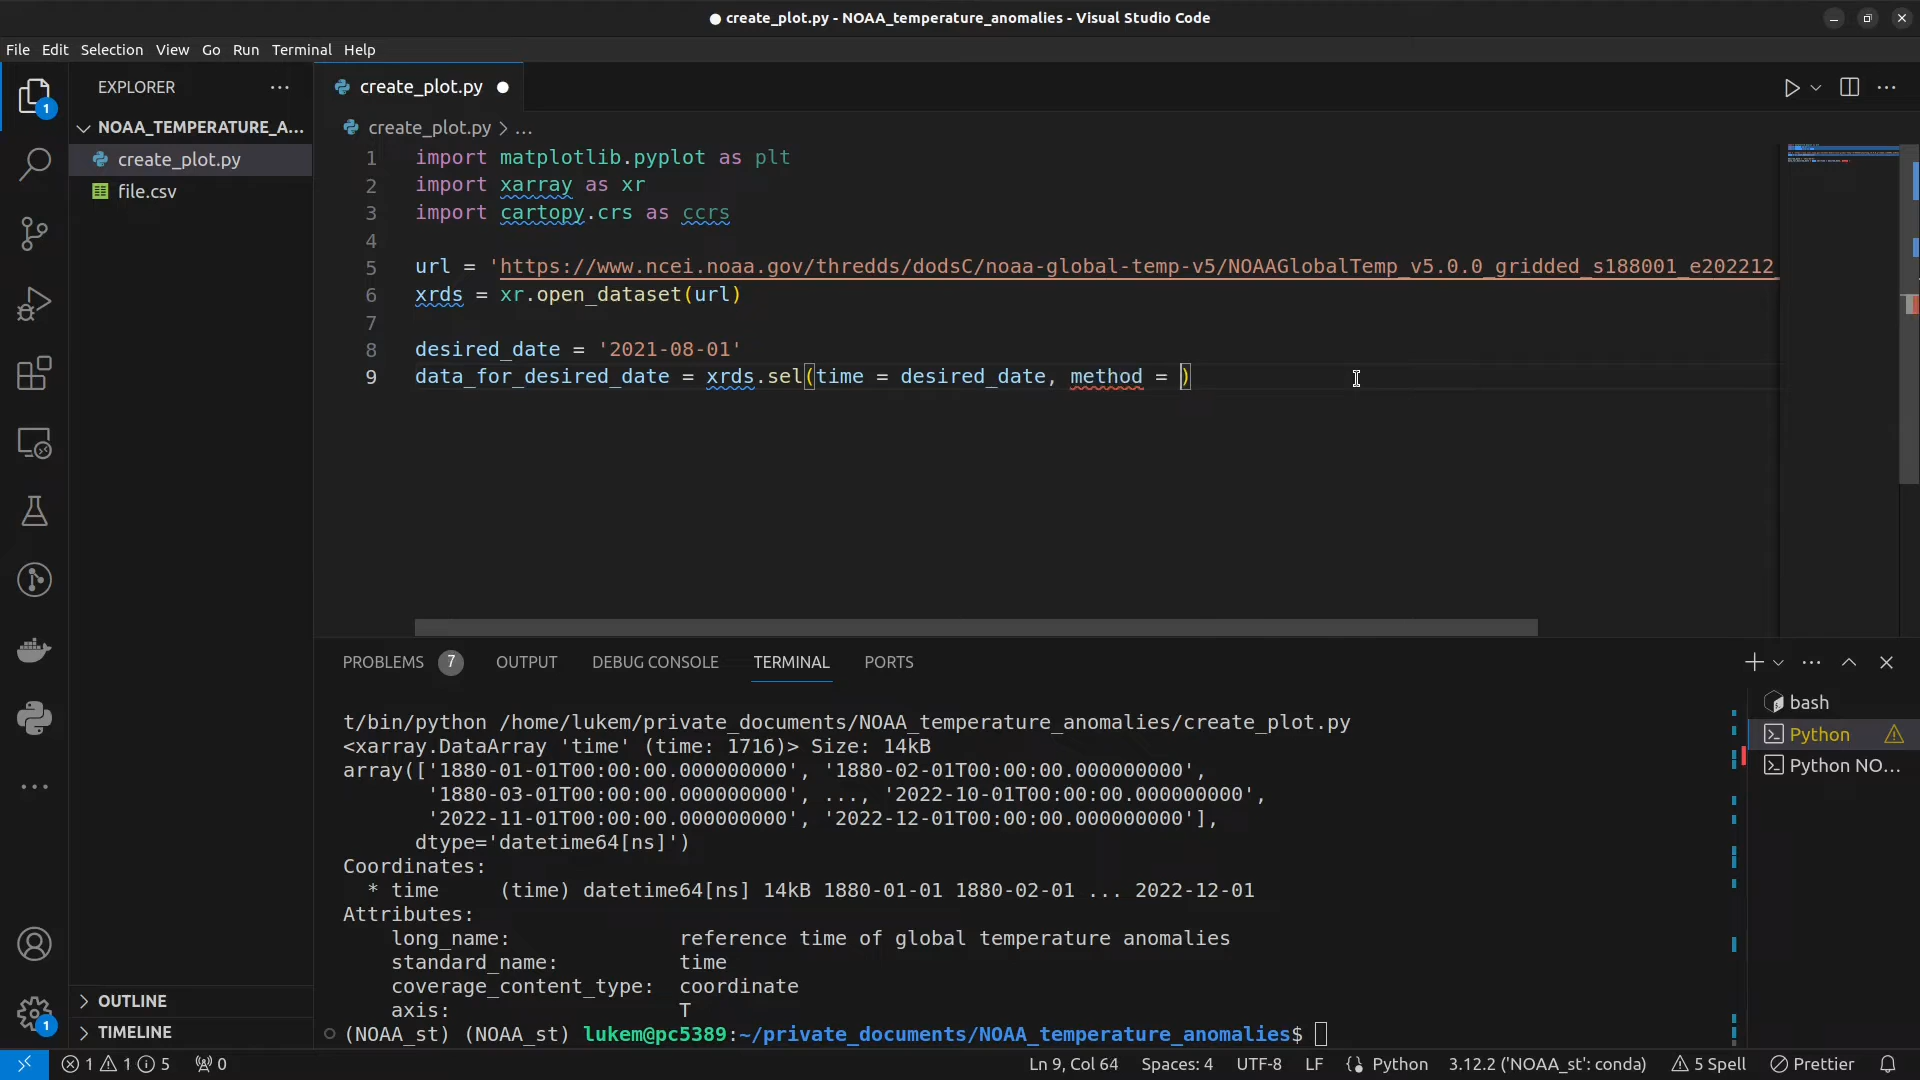 create_plot.py - NOAA_temperature_anomalies - Visual Studio Code
File Edit Selection View Go Run Terminal Help
EXPLORER
create_plot.py
NOAA_TEMPERATURE_A...
create_plot.py
file.csv
create_plot.py > ...
1 import matplotlib.pyplot as plt
2 import xarray as xr
3 import cartopy.crs as ccrs
4
5 url = 'https://www.ncei.noaa.gov/thredds/dodsC/noaa-global-temp-v5/NOAAGlobalTemp_v5.0.0_gridded_s188001_e202212_
6 xrds = xr.open_dataset(url)
7
8 desired_date = '2021-08-01'
9 data_for_desired_date = xrds.sel(time = desired_date, method = )
PROBLEMS 7 OUTPUT DEBUG CONSOLE TERMINAL PORTS
t/bin/python /home/lukem/private_documents/NOAA_temperature_anomalies/create_plot.py
<xarray.DataArray 'time' (time: 1716)> Size: 14kB
array(['1880-01-01T00:00:00.000000000', '1880-02-01T00:00:00.000000000',
'1880-03-01T00:00:00.000000000', ..., '2022-10-01T00:00:00.000000000',
'2022-11-01T00:00:00.000000000', '2022-12-01T00:00:00.000000000'],
dtype='datetime64[ns]')
Coordinates:
* time (time) datetime64[ns] 14kB 1880-01-01 1880-02-01 ... 2022-12-01
Attributes:
long_name: reference time of global temperature anomalies
standard_name: time
coverage_content_type: coordinate
axis: T
(NOAA_st) (NOAA_st) lukem@pc5389:~/private_documents/NOAA_temperature_anomalies$
bash
Python
Python NO...
1
1
OUTLINE
TIMELINE
1 1 5 0
Ln 9, Col 64 Spaces: 4 UTF-8 LF Python 3.12.2 ('NOAA_st': conda) 5 Spell Prettier